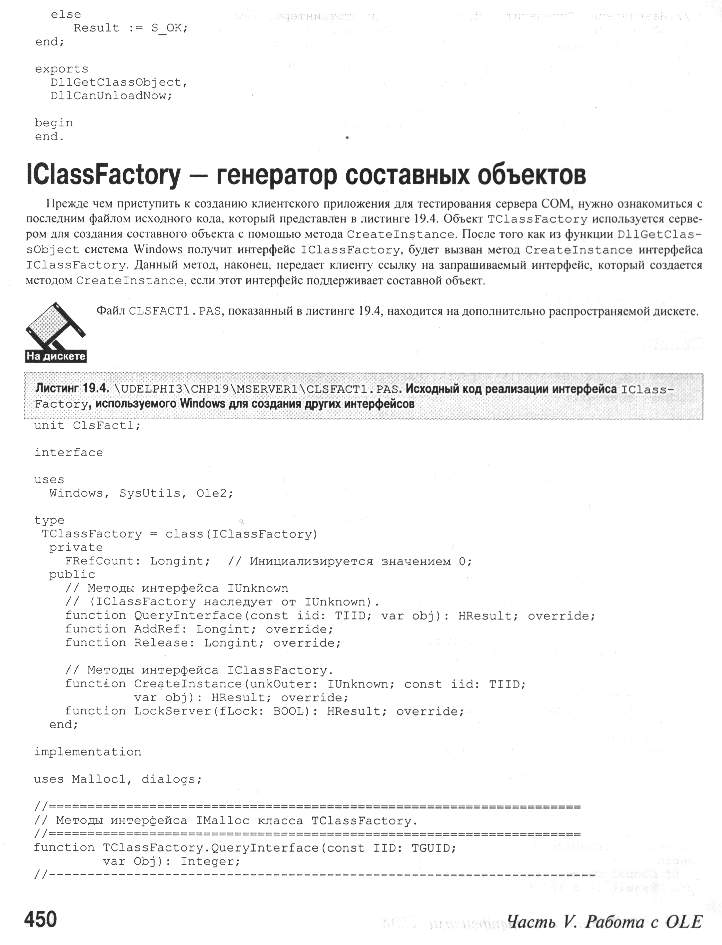 else
Result := S_OK;
end;
exports
DllGetClassObject,
DllCanUnloadNow;
begin
end.
IClassFactory – генератор составных объектов
Прежде чем приступить к созданию клиентского приложения для тестирования сервера COM, нужно ознакомиться с
последним файлом исходного кода, который представлен в листинге 19.4. Объект TClassFactory используется серве-
ром для создания составного объекта с помощью метода CreateInstance. После того как из функции DllGetClas-
sObject система Windows получит интерфейс IClassFactory, будет вызван метод CreateInstance интерфейса
IClassFactory. Данный метод, наконец, передает клиенту ссылку на запрашиваемый интерфейс, который создается
методом CreateInstance, если этот интерфейс поддерживает составной объект.
Файл CLSFACT1.PAS, показанный в листинге 19.4, находится на дополнительно распространяемой дискете.
На дискете
Листинг 19.4. \UDELPHI3\CHP19\MSERVER1\CLSFACT1.PAS. Исходный код реализации интерфейса IClass-
Factory, используемого Windows для создания других интерфейсов
unit ClsFact1;
interface
uses
Windows, SysUtils, Ole2;
type
TClassFactory = class(IClassFactory)
private
FRefCount: Longint; // Инициализируется значением 0;
public
// Методы интерфейса IUnknown
// (IClassFactory наследует от IUnknown).
function QueryInterface(const iid: TIID; var obj): HResult; override;
function AddRef: Longint; override;
function Release: Longint; override;
// Методы интерфейса IClassFactory.
function CreateInstance(unkOuter: IUnknown; const iid: TIID;
var obj): HResult; override;
function LockServer(fLock: BOOL): HResult; override;
end;
implementation
uses Malloc1, dialogs;
//====================================================================
// Методы интерфейса IMalloc класса TClassFactory.
//====================================================================
function TClassFactory.QueryInterface(const IID: TGUID;
var Obj): Integer;
//----------------------------------------------------------------------
450
Часть V. Работа с OLE